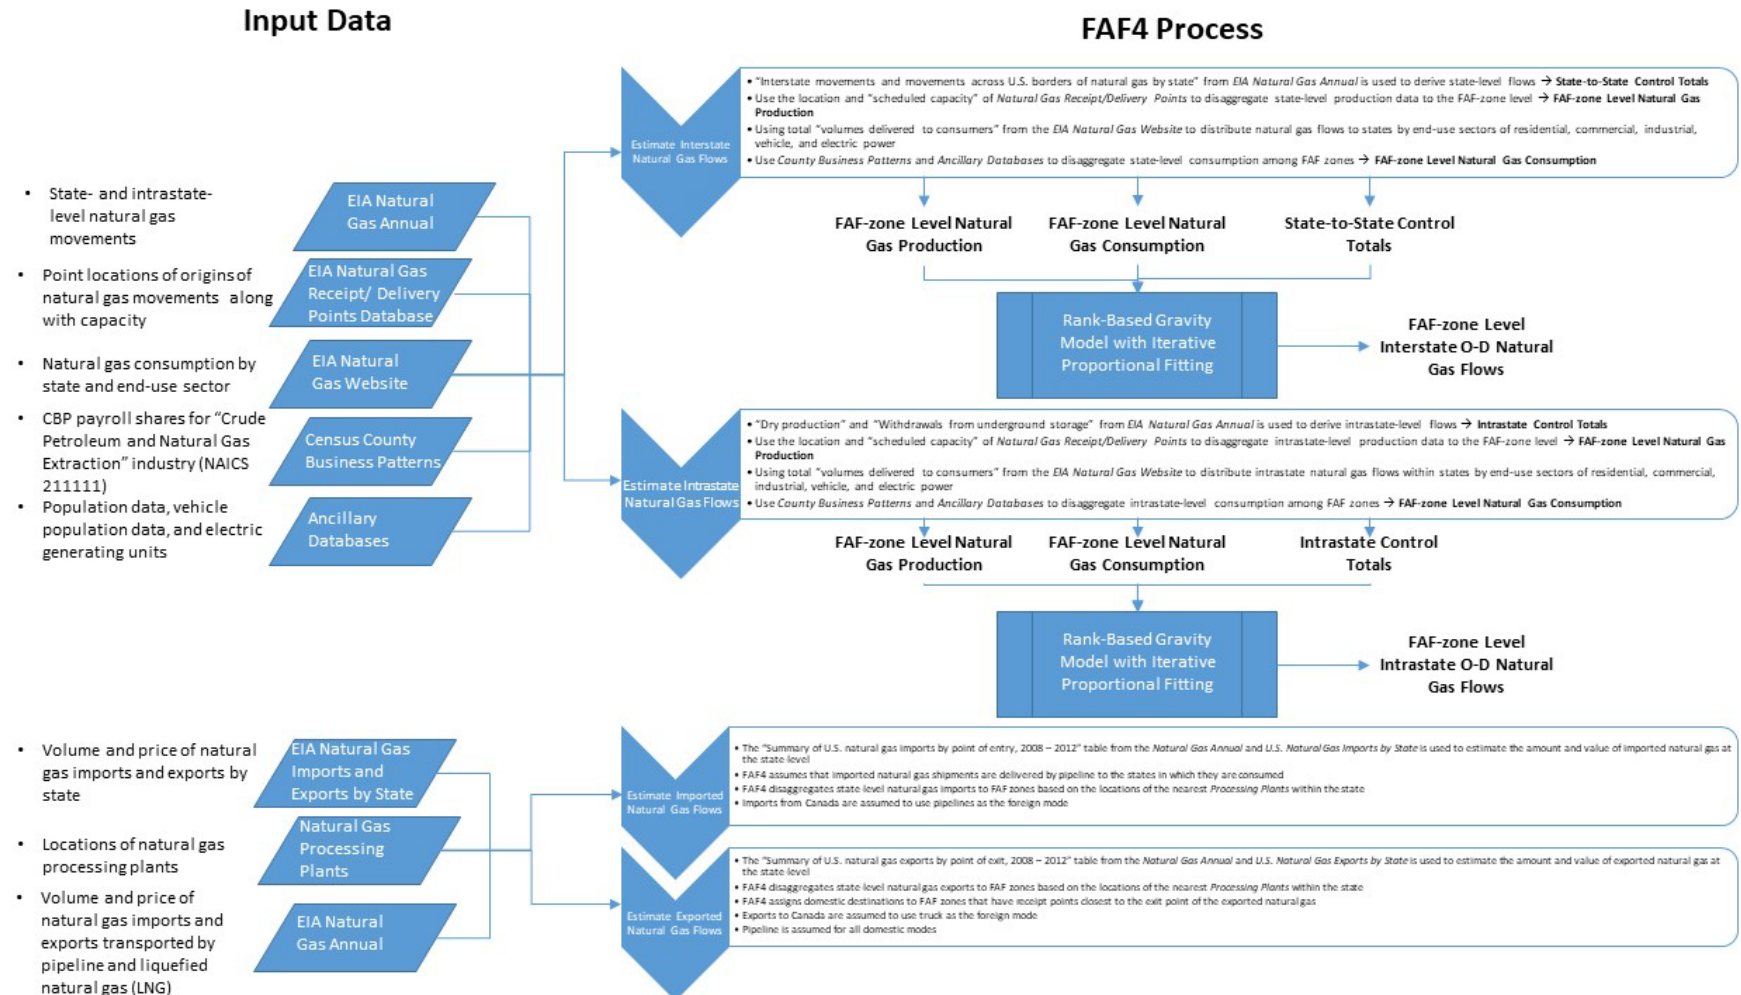 Input Data
FAF4 Process
• State- and intrastate-
level natural gas
movements
• Point locations of origins of
natural gas movements along
with capacity
• Natural gas consumption by
state and end-use sector
• CBP payroll shares for “Crude
Petroleum and Natural Gas
Extraction” industry (NAICS
211111)
• Population data, vehicle
population data, and electric
generating units
EIA Natural
Gas Annual
EIA Natural Gas
Receipt/ Delivery
Points Database
EIA Natural
Gas Website
Census County
Business Patterns
Ancillary
Databases
Estimate Interstate
Natural Gas Flows
• “Interstate movements and movements across U.S. borders of natural gas by state” from EIA Natural Gas Annual is used to derive state-level flows → State-to-State Control Totals
• Use the location and “scheduled capacity” of Natural Gas Receipt/Delivery Points to disaggregate state-level production data to the FAF-zone level → FAF-zone Level Natural Gas
Production
• Using total “volumes delivered to consumers” from the EIA Natural Gas Website to distribute natural gas flows to states by end-use sectors of residential, commercial, industrial,
vehicle, and electric power
• Use County Business Patterns and Ancillary Databases to disaggregate state-level consumption among FAF zones → FAF-zone Level Natural Gas Consumption
FAF-zone Level Natural
Gas Production
FAF-zone Level Natural
Gas Consumption
State-to-State Control
Totals
Rank-Based Gravity
Model with Iterative
Proportional Fitting
FAF-zone Level
Interstate O-D Natural
Gas Flows
Estimate Intrastate
Natural Gas Flows
• “Dry production” and “Withdrawals from underground storage” from EIA Natural Gas Annual is used to derive intrastate-level flows → Intrastate Control Totals
• Use the location and “scheduled capacity” of Natural Gas Receipt/Delivery Points to disaggregate intrastate-level production data to the FAF-zone level → FAF-zone Level Natural Gas
Production
• Using total “volumes delivered to consumers” from the EIA Natural Gas Website to distribute intrastate natural gas flows within states by end-use sectors of residential, commercial,
industrial, vehicle, and electric power
• Use County Business Patterns and Ancillary Databases to disaggregate intrastate-level consumption among FAF zones → FAF-zone Level Natural Gas Consumption
FAF-zone Level Natural
Gas Production
FAF-zone Level Natural
Gas Consumption
Intrastate Control
Totals
Rank-Based Gravity
Model with Iterative
Proportional Fitting
FAF-zone Level
Intrastate O-D Natural
Gas Flows
• Volume and price of natural
gas imports and exports by
state
• Locations of natural gas
processing plants
• Volume and price of
natural gas imports and
exports transported by
pipeline and liquefied
natural gas (LNG)
EIA Natural Gas
Imports and
Exports by State
Natural Gas
Processing
Plants
EIA Natural
Gas Annual
Estimate Imported
Natural Gas Flows
• The “Summary of U.S. natural gas imports by point of entry, 2008 – 2012” table from the Natural Gas Annual and U.S. Natural Gas Imports by State is used to estimate the amount and value of imported natural gas at
the state-level
• FAF4 assumes that imported natural gas shipments are delivered by pipeline to the states in which they are consumed
• FAF4 disaggregates state-level natural gas imports to FAF zones based on the locations of the nearest Processing Plants within the state
• Imports from Canada are assumed to use pipelines as the foreign mode
Estimate Exported
Natural Gas Flows
• The “Summary of U.S. natural gas exports by point of exit, 2008 – 2012” table from the Natural Gas Annual and U.S. Natural Gas Exports by State is used to estimate the amount and value of exported natural gas at
the state-level
• FAF4 disaggregates state-level natural gas exports to FAF zones based on the locations of the nearest Processing Plants within the state
• FAF4 assigns domestic destinations to FAF zones that have receipt points closest to the exit point of the exported natural gas
• Exports to Canada are assumed to use truck as the foreign mode
• Pipeline is assumed for all domestic modes